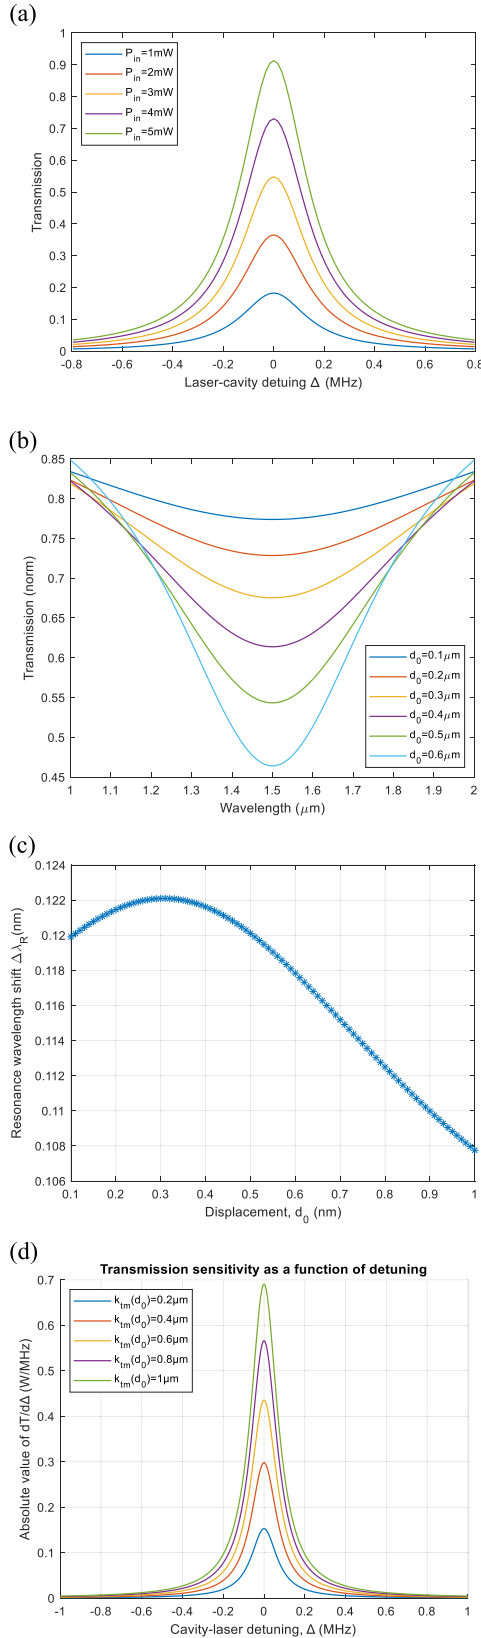 (a)
1
0.9
0.8
0.7
0.6
0.5
0.4
0.3
0.2
0.1
0
Transmission
P_in=1mW
P_in=2mW
P_in=3mW
P_in=4mW
P_in=5mW
-0.8 -0.6 -0.4 -0.2 0 0.2 0.4 0.6 0.8
Laser-cavity detuing Δ (MHz)
(b)
0.85
0.8
0.75
0.7
0.65
0.6
0.55
0.5
0.45
Transmission (norm)
d_0=0.1μm
d_0=0.2μm
d_0=0.3μm
d_0=0.4μm
d_0=0.5μm
d_0=0.6μm
1 1.1 1.2 1.3 1.4 1.5 1.6 1.7 1.8 1.9 2
Wavelength (μm)
(c)
0.124
0.122
0.12
0.118
0.116
0.114
0.112
0.11
0.108
0.106
Resonance wavelength shift Δλ_R(nm)
0.1 0.2 0.3 0.4 0.5 0.6 0.7 0.8 0.9 1
Displacement, d_0 (nm)
(d)
Transmission sensitivity as a function of detuning
0.7
0.6
0.5
0.4
0.3
0.2
0.1
0
Absolute value of dT/dΔ (W/MHz)
k_tm(d_0)=0.2μm
k_tm(d_0)=0.4μm
k_tm(d_0)=0.6μm
k_tm(d_0)=0.8μm
k_tm(d_0)=1μm
-1 -0.8 -0.6 -0.4 -0.2 0 0.2 0.4 0.6 0.8 1
Cavity-laser detuning, Δ (MHz)